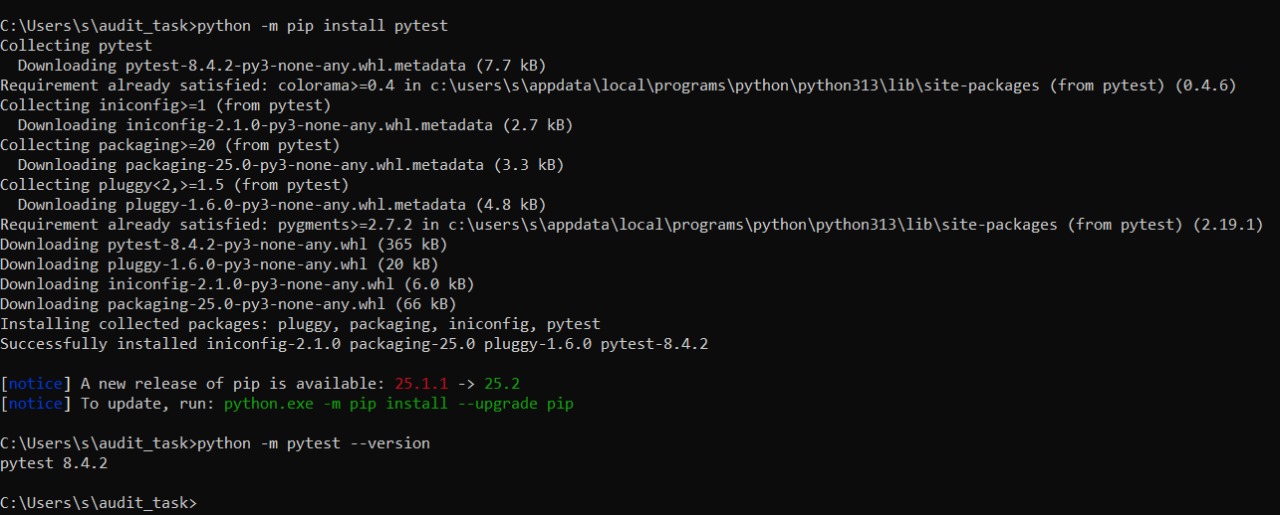 C:\Users\s\audit_task>python -m pip install pytest
Collecting pytest
  Downloading pytest-8.4.2-py3-none-any.whl.metadata (7.7 kB)
Requirement already satisfied: colorama>=0.4 in c:\users\s\appdata\local\programs\python\python313\lib\site-packages (from pytest) (0.4.6)
Collecting iniconfig>=1 (from pytest)
  Downloading iniconfig-2.1.0-py3-none-any.whl.metadata (2.7 kB)
Collecting packaging>=20 (from pytest)
  Downloading packaging-25.0-py3-none-any.whl.metadata (3.3 kB)
Collecting pluggy<2,>=1.5 (from pytest)
  Downloading pluggy-1.6.0-py3-none-any.whl.metadata (4.8 kB)
Requirement already satisfied: pygments>=2.7.2 in c:\users\s\appdata\local\programs\python\python313\lib\site-packages (from pytest) (2.19.1)
Downloading pytest-8.4.2-py3-none-any.whl (365 kB)
Downloading pluggy-1.6.0-py3-none-any.whl (20 kB)
Downloading iniconfig-2.1.0-py3-none-any.whl (6.0 kB)
Downloading packaging-25.0-py3-none-any.whl (66 kB)
Installing collected packages: pluggy, packaging, iniconfig, pytest
Successfully installed iniconfig-2.1.0 packaging-25.0 pluggy-1.6.0 pytest-8.4.2
[notice] A new release of pip is available: 25.1.1 -> 25.2
[notice] To update, run: python.exe -m pip install --upgrade pip
C:\Users\s\audit_task>python -m pytest --version
pytest 8.4.2
C:\Users\s\audit_task>